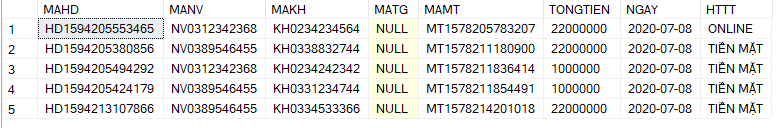 MAHD MANV MAKH MATG MAMT TONGTIEN NGAY HTTT
1 HD1594205553465 NV0312342368 KH0234234564 NULL MT1578205783207 22000000 2020-07-08 ONLINE
2 HD1594205380856 NV0389546455 KH0338832744 NULL MT1578211180900 22000000 2020-07-08 TIỀN MẶT
3 HD1594205494292 NV0312342368 KH0234242342 NULL MT1578211836414 1000000 2020-07-08 TIỀN MẶT
4 HD1594205424179 NV0389546455 KH0331234744 NULL MT1578211854491 1000000 2020-07-08 TIỀN MẶT
5 HD1594213107866 NV0389546455 KH0334533366 NULL MT1578214201018 22000000 2020-07-08 TIỀN MẶT